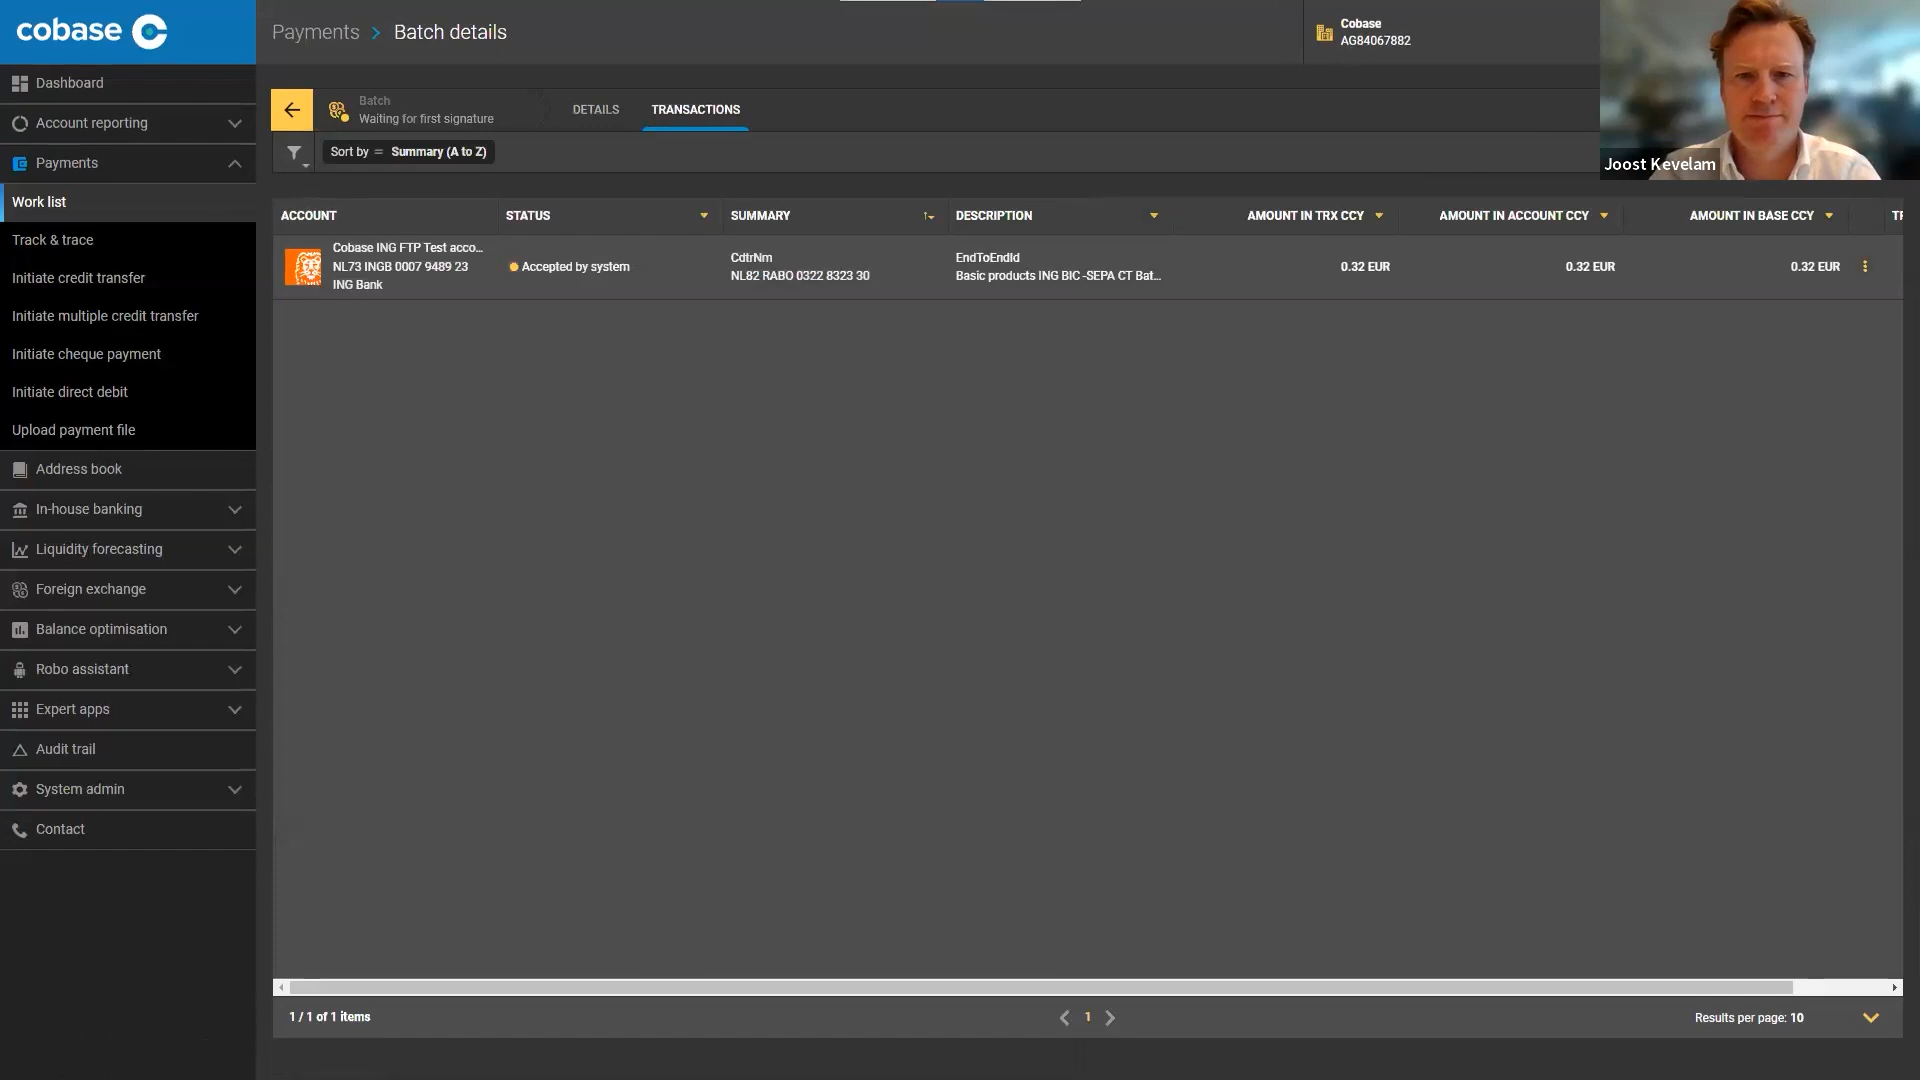 cobase
Payments > Batch details
Cobase
AG84067882
Joost Kevelam
Dashboard
Account reporting
Payments
Work list
Track & trace
Initiate credit transfer
Initiate multiple credit transfer
Initiate cheque payment
Initiate direct debit
Upload payment file
Address book
In-house banking
Liquidity forecasting
Foreign exchange
Balance optimisation
Robo assistant
Expert apps
Audit trail
System admin
Contact
Batch
Waiting for first signature
DETAILS
TRANSACTIONS
Sort by = Summary (A to Z)
ACCOUNT STATUS SUMMARY DESCRIPTION AMOUNT IN TRX CCY AMOUNT IN ACCOUNT CCY AMOUNT IN BASE CCY
Cobase ING FTP Test acco...
NL73 INGB 0007 9489 23
ING Bank
Accepted by system
CdtrNm
NL82 RABO 0322 8323 30
EndToEndId
Basic products ING BIC -SEPA CT Bat...
0.32 EUR
0.32 EUR
0.32 EUR
1 / 1 of 1 items
1
Results per page: 10